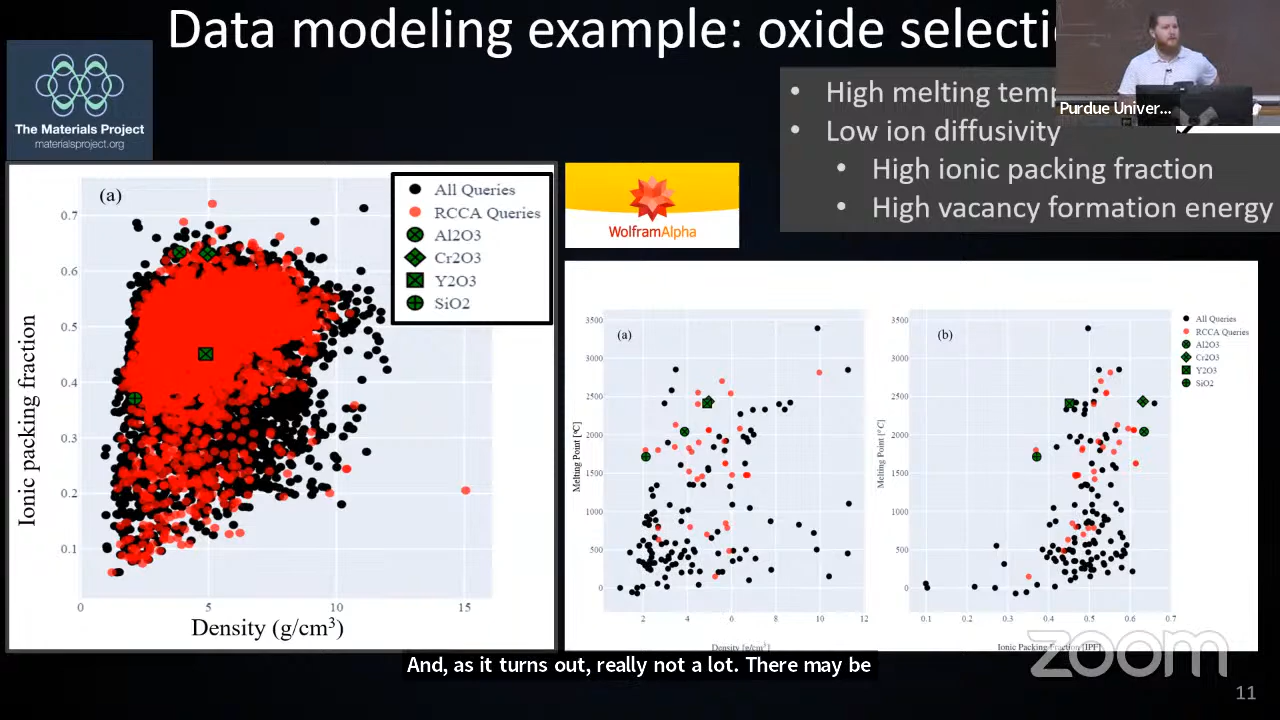 Data modeling example: oxide selecti
The Materials Project
materialsproject.org
High melting temp
Low ion diffusivity
High ionic packing fraction
High vacancy formation energy
Purdue Univer...
WolframAlpha
(a)
All Queries
RCCA Queries
Al2O3
Cr2O3
Y2O3
SiO2
Ionic packing fraction
0.7
0.6
0.5
0.4
0.3
0.2
0.1
0 5 10 15
Density (g/cm³)
(a)
Melting Point [°C]
3500
3000
2500
2000
1500
1000
500
0
2 4 6 8 10 12
Density [g/cm³]
(b)
Melting Point [°C]
3500
3000
2500
2000
1500
1000
500
0
0.1 0.2 0.3 0.4 0.5 0.6 0.7
Ionic Packing Fraction [IPF]
All Queries
RCCA Queries
Al2O3
Cr2O3
Y2O3
SiO2
zoom
And, as it turns out, really not a lot. There may be
11